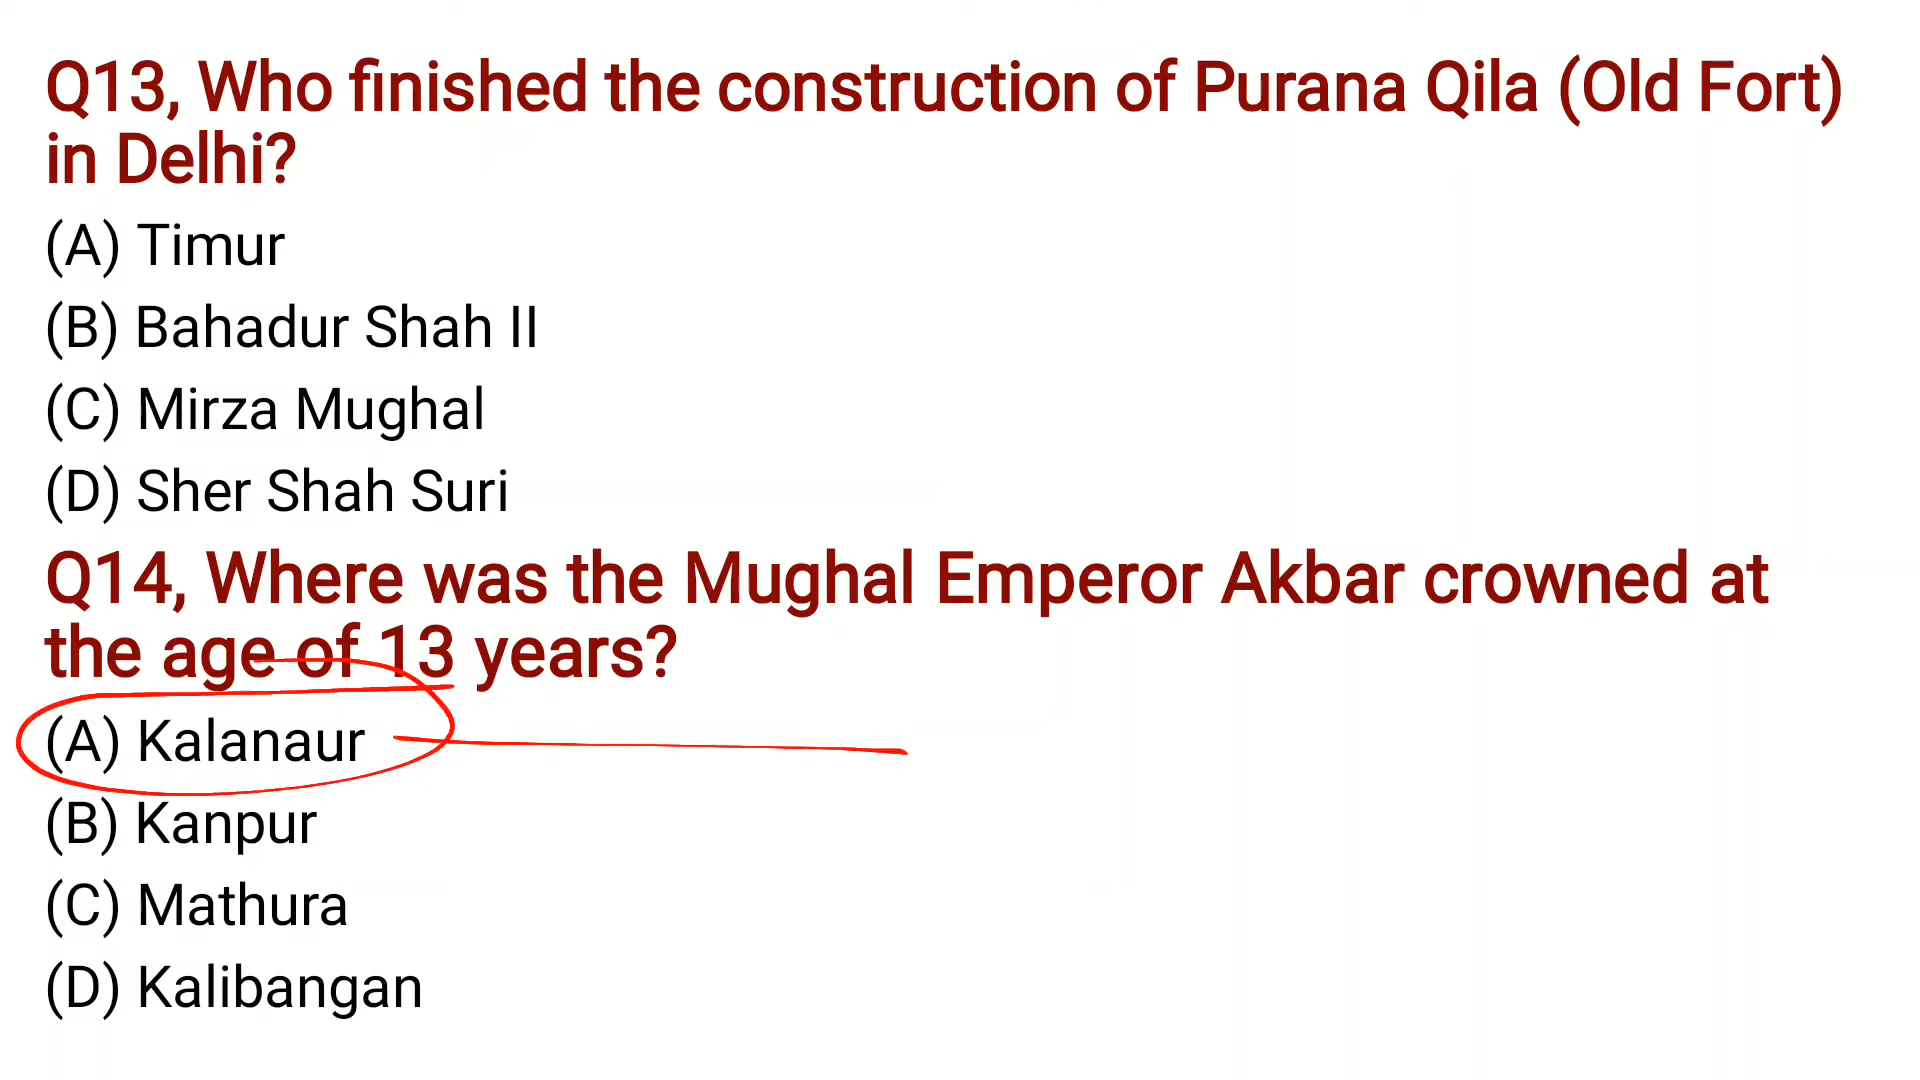 Q13, Who finished the construction of Purana Qila (Old Fort)
in Delhi?
(A) Timur
(B) Bahadur Shah II
(C) Mirza Mughal
(D) Sher Shah Suri
Q14, Where was the Mughal Emperor Akbar crowned at
the age of 13 years?
(A) Kalanaur
(B) Kanpur
(C) Mathura
(D) Kalibangan